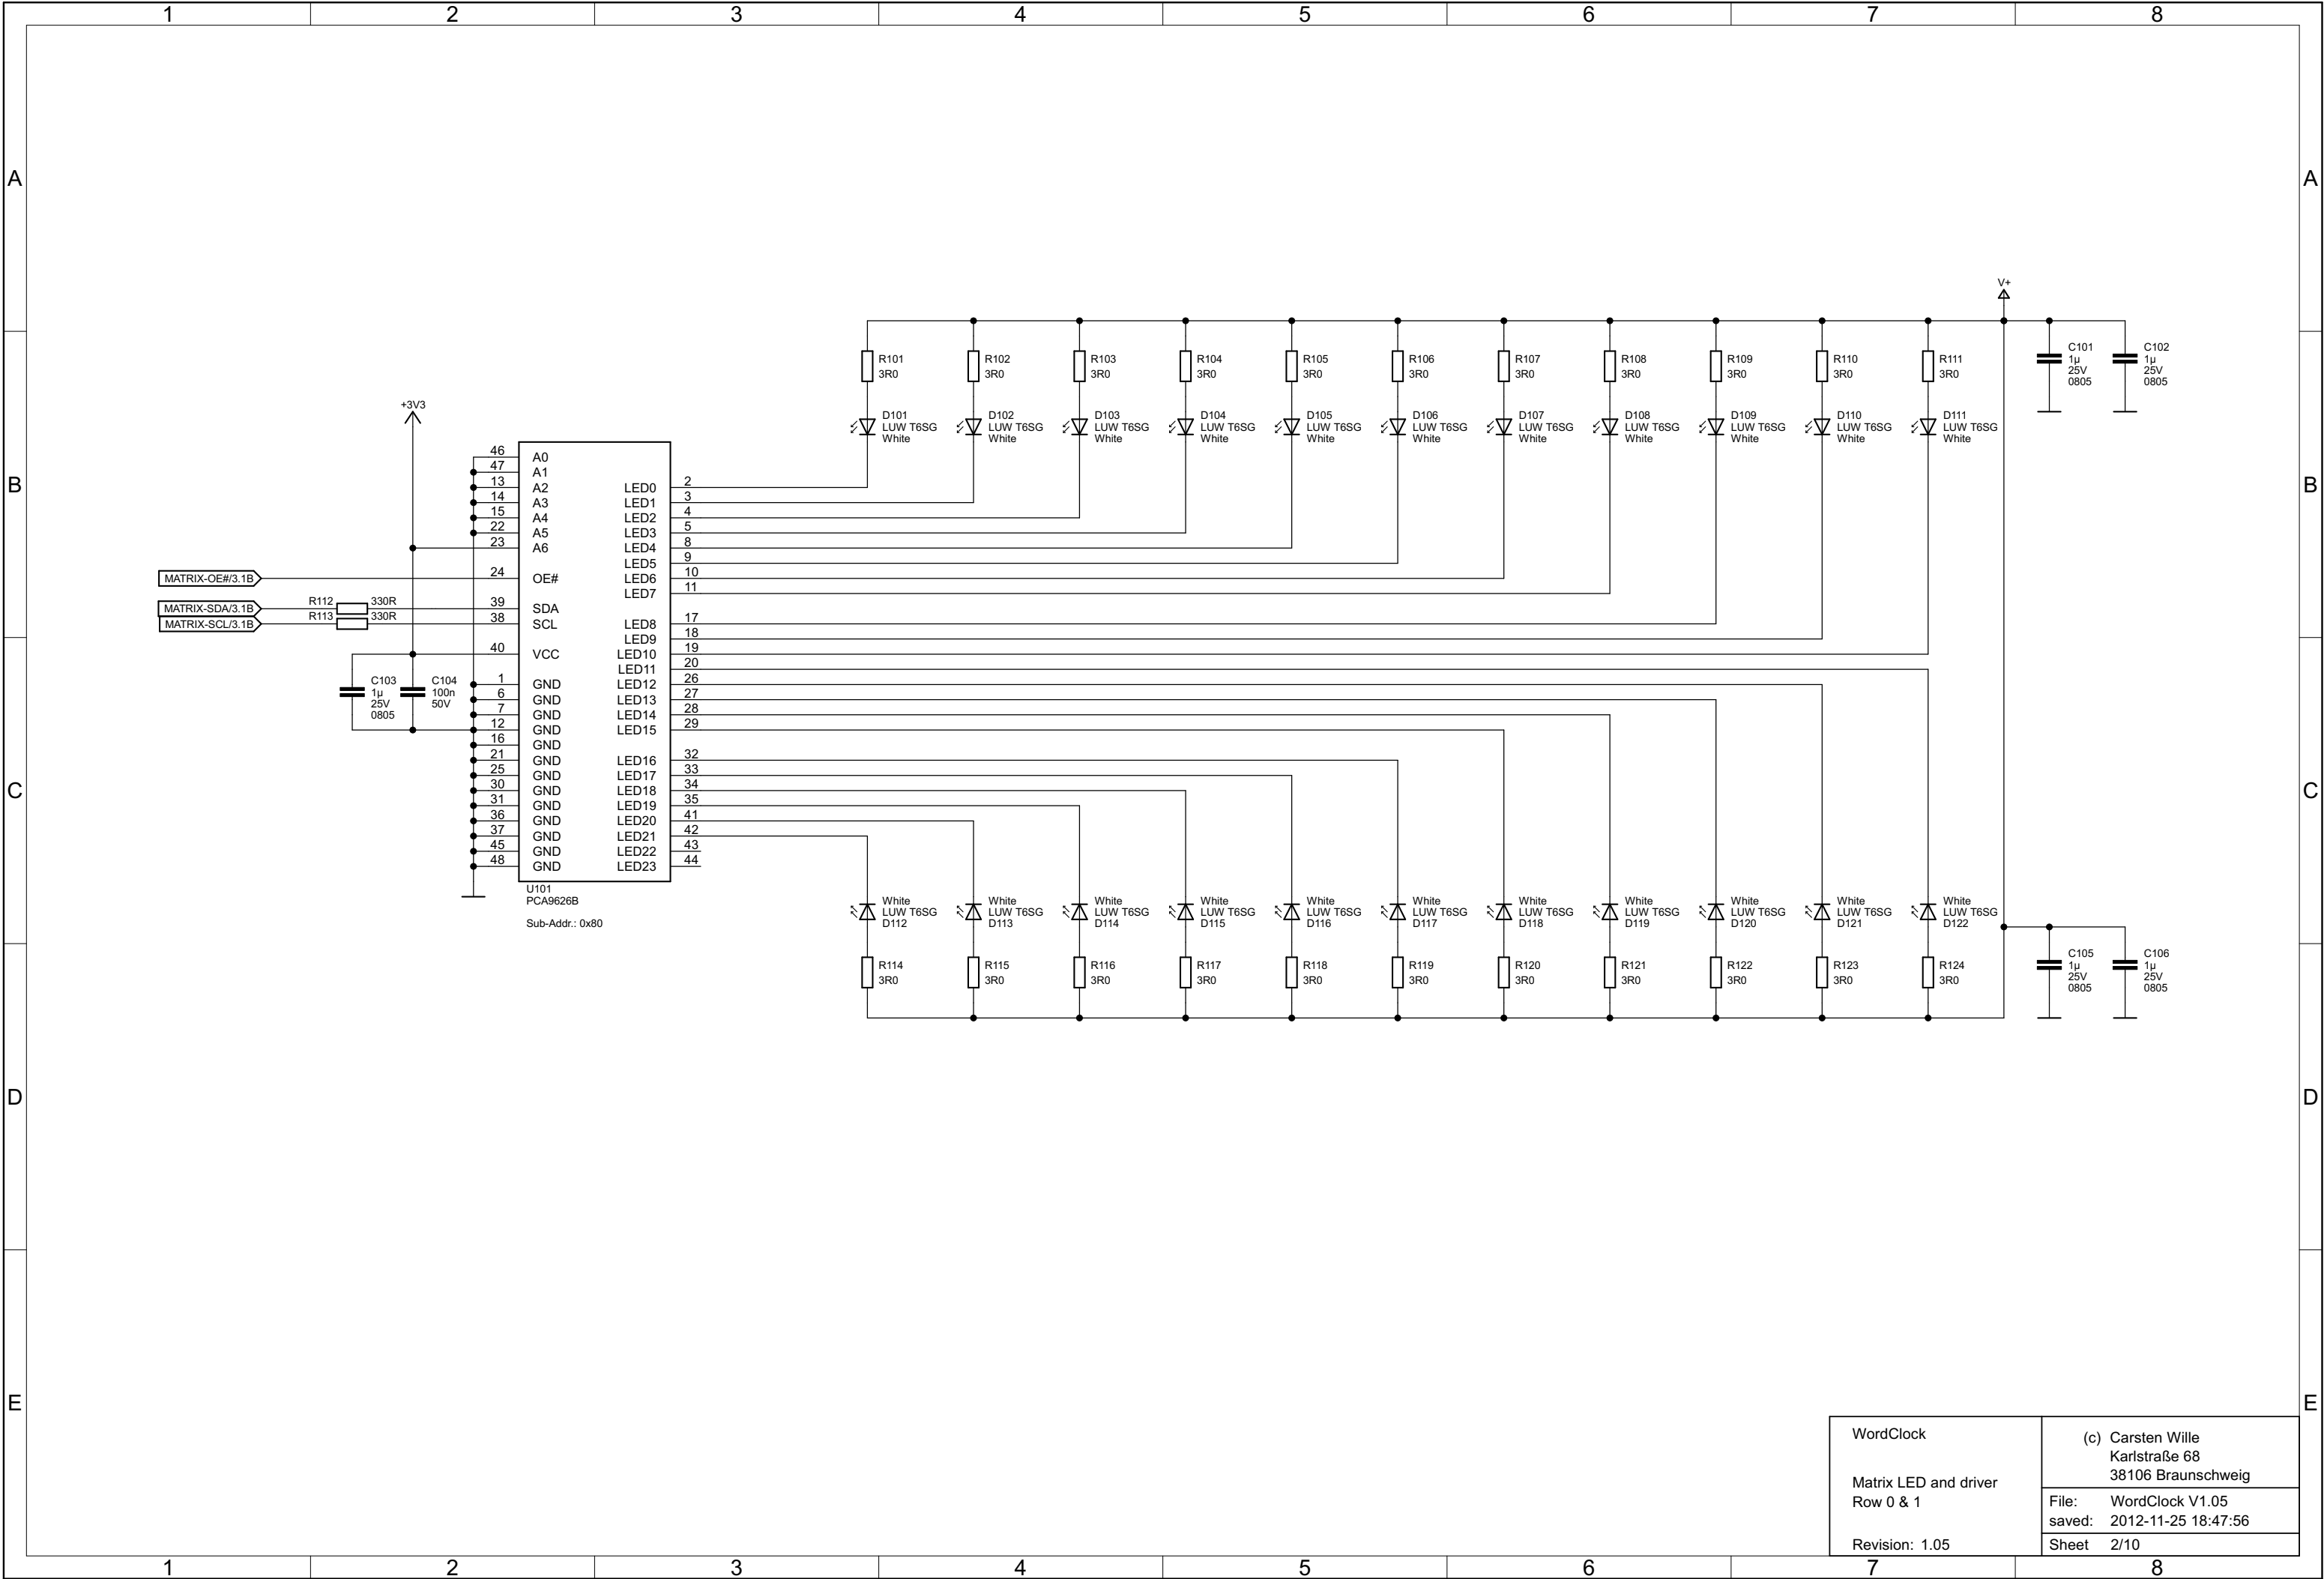 1 2 3 4 5 6 7 8
A A
V+
R101 R102 R103 R104 R105 R106 R107 R108 R109 R110 R111
3R0 3R0 3R0 3R0 3R0 3R0 3R0 3R0 3R0 3R0 3R0
C101 C102
1µ 1µ
25V 25V
0805 0805
+3V3
D101 D102 D103 D104 D105 D106 D107 D108 D109 D110 D111
LUW T6SG LUW T6SG LUW T6SG LUW T6SG LUW T6SG LUW T6SG LUW T6SG LUW T6SG LUW T6SG LUW T6SG LUW T6SG
White White White White White White White White White White White
B B
46 A0
47 A1
13 A2 LED0 2
14 A3 LED1 3
15 A4 LED2 4
22 A5 LED3 5
23 A6 LED4 8
LED5 9
MATRIX-OE#/3.1B 24 OE# LED6 10
LED7 11
MATRIX-SDA/3.1B R112 330R 39 SDA
MATRIX-SCL/3.1B R113 330R 38 SCL LED8 17
LED9 18
40 VCC LED10 19
LED11 20
1 GND LED12 26
6 GND LED13 27
7 GND LED14 28
12 GND LED15 29
16 GND
21 GND LED16 32
25 GND LED17 33
30 GND LED18 34
31 GND LED19 35
36 GND LED20 41
37 GND LED21 42
45 GND LED22 43
48 GND LED23 44
C103 C104
1µ 100n
25V 50V
0805
C C
U101
PCA9626B
Sub-Addr.: 0x80
White White White White White White White White White White White
LUW T6SG LUW T6SG LUW T6SG LUW T6SG LUW T6SG LUW T6SG LUW T6SG LUW T6SG LUW T6SG LUW T6SG LUW T6SG
D112 D113 D114 D115 D116 D117 D118 D119 D120 D121 D122
R114 R115 R116 R117 R118 R119 R120 R121 R122 R123 R124
3R0 3R0 3R0 3R0 3R0 3R0 3R0 3R0 3R0 3R0 3R0
C105 C106
1µ 1µ
25V 25V
0805 0805
D D
E E
WordClock
Matrix LED and driver
Row 0 & 1
Revision: 1.05
(c) Carsten Wille
Karlstraße 68
38106 Braunschweig
File: WordClock V1.05
saved: 2012-11-25 18:47:56
Sheet 2/10
1 2 3 4 5 6 7 8